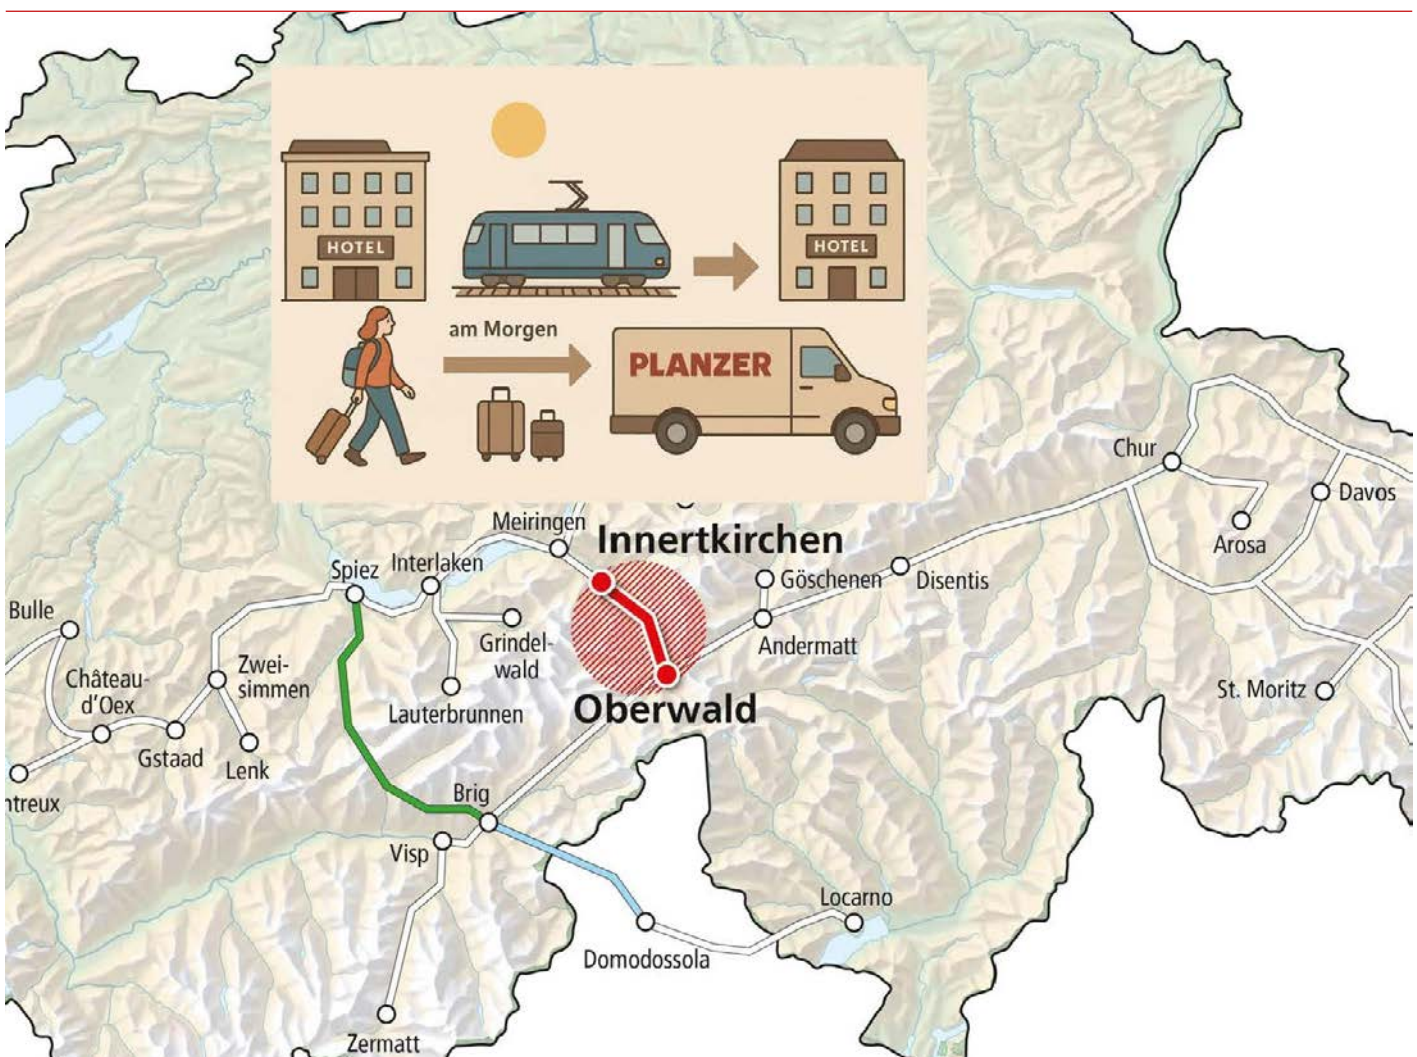 HOTEL
HOTEL
am Morgen
PLANZER
Chur
Davos
Arosa
Meiringen
Innertkirchen
Interlaken
Spiez
Göschenen
Disentis
Bulle
Grindel-
wald
Andermatt
Zwei-
simmen
Château-
d'Oex
St. Moritz
Lauterbrunnen
Oberwald
Gstaad
Lenk
ntreux
Brig
Visp
Locarno
Domodossola
Zermatt